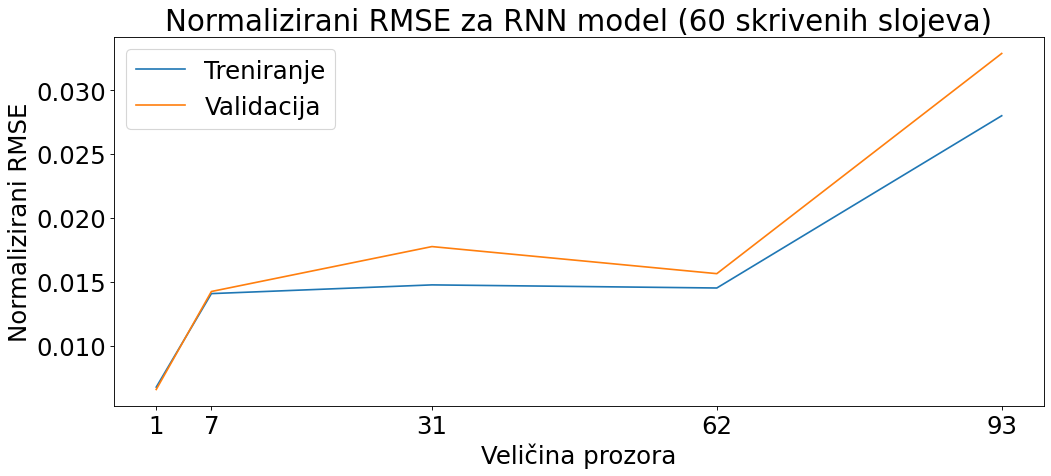 Normalizirani RMSE za RNN model (60 skrivenih slojeva)
Treniranje
Validacija
Normalizirani RMSE
0.030
0.025
0.020
0.015
0.010
1 7 31 62 93
Veličina prozora